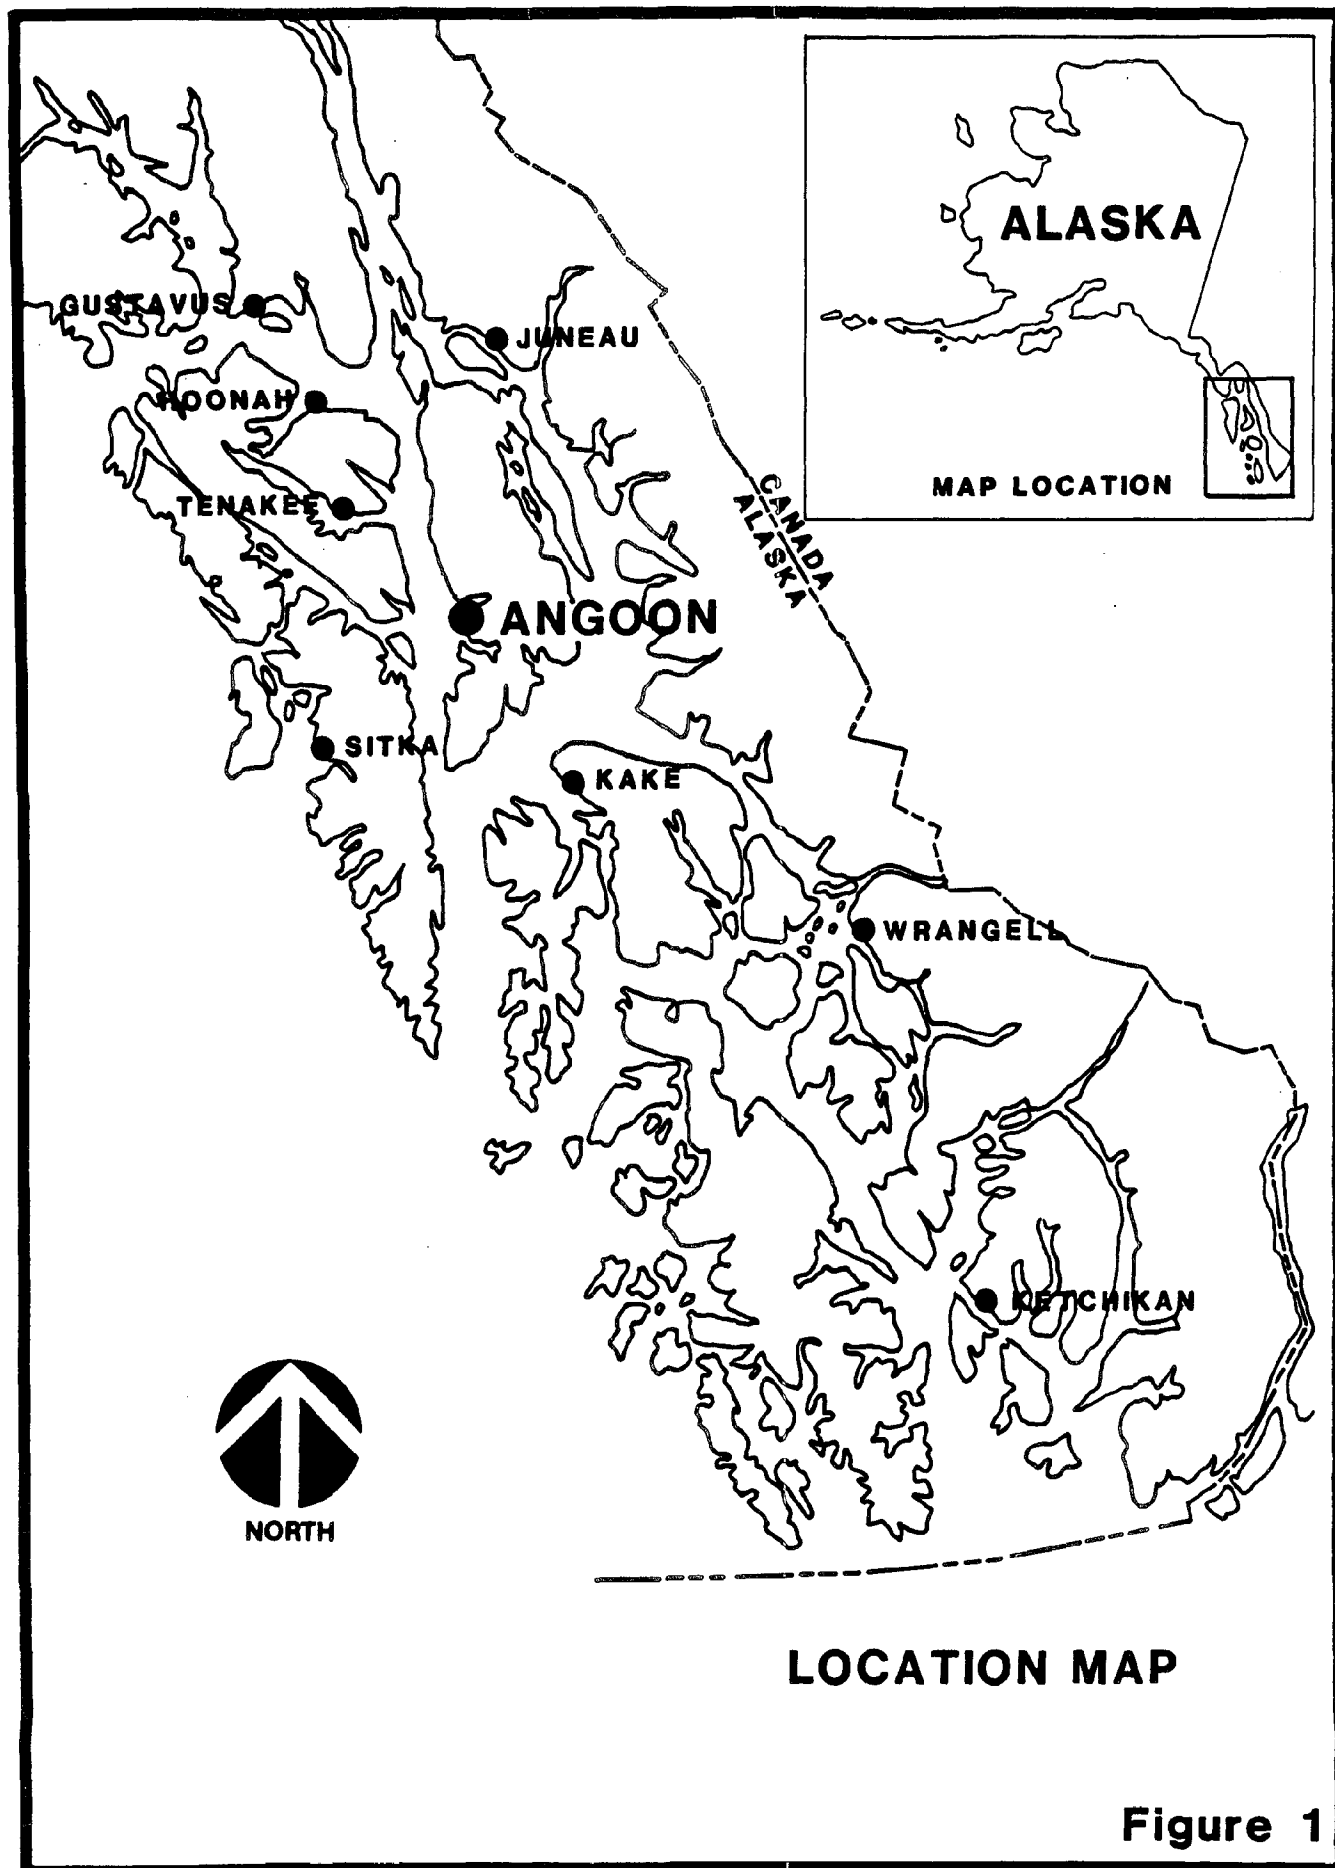 ALASKA
GUSTAVUS
JUNEAU
HOONAH
MAP LOCATION
TENAKEE
CANADA
ALASKA
ANGOON
SITKA
KAKE
WRANGELL
KETCHIKAN
NORTH
LOCATION MAP
Figure 1